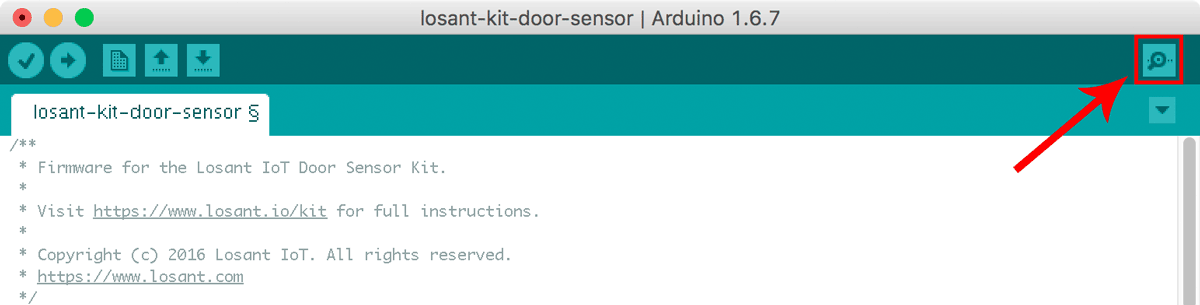 losant-kit-door-sensor | Arduino 1.6.7
losant-kit-door-sensor §
/**
* Firmware for the Losant IoT Door Sensor Kit.
*
* Visit https://www.losant.io/kit for full instructions.
*
* Copyright (c) 2016 Losant IoT. All rights reserved.
* https://www.losant.com
*/